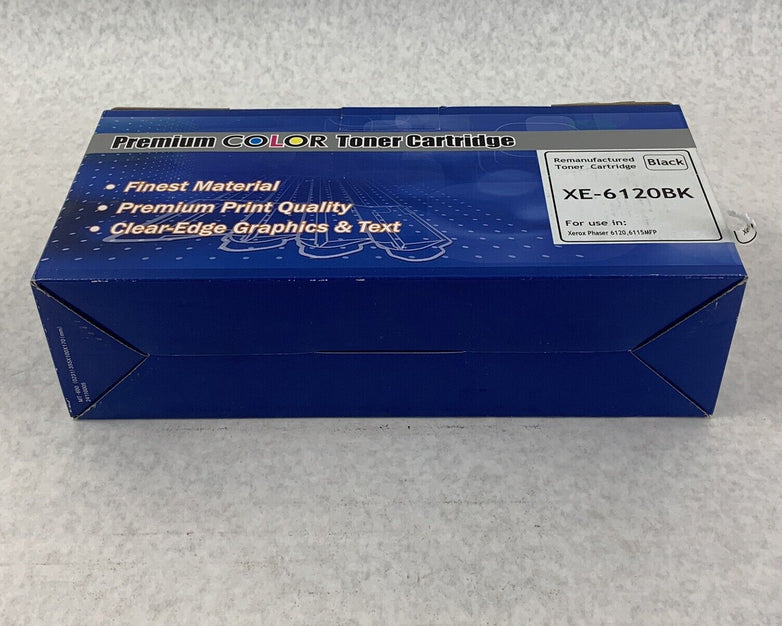 Premium COLOR Toner Cartridge
• Finest Material
• Premium Print Quality
• Clear-Edge Graphics & Text
Remanufactured
Toner Cartridge
Black
XE-6120BK
For use in:
Xerox Phaser 6120,6115MFP